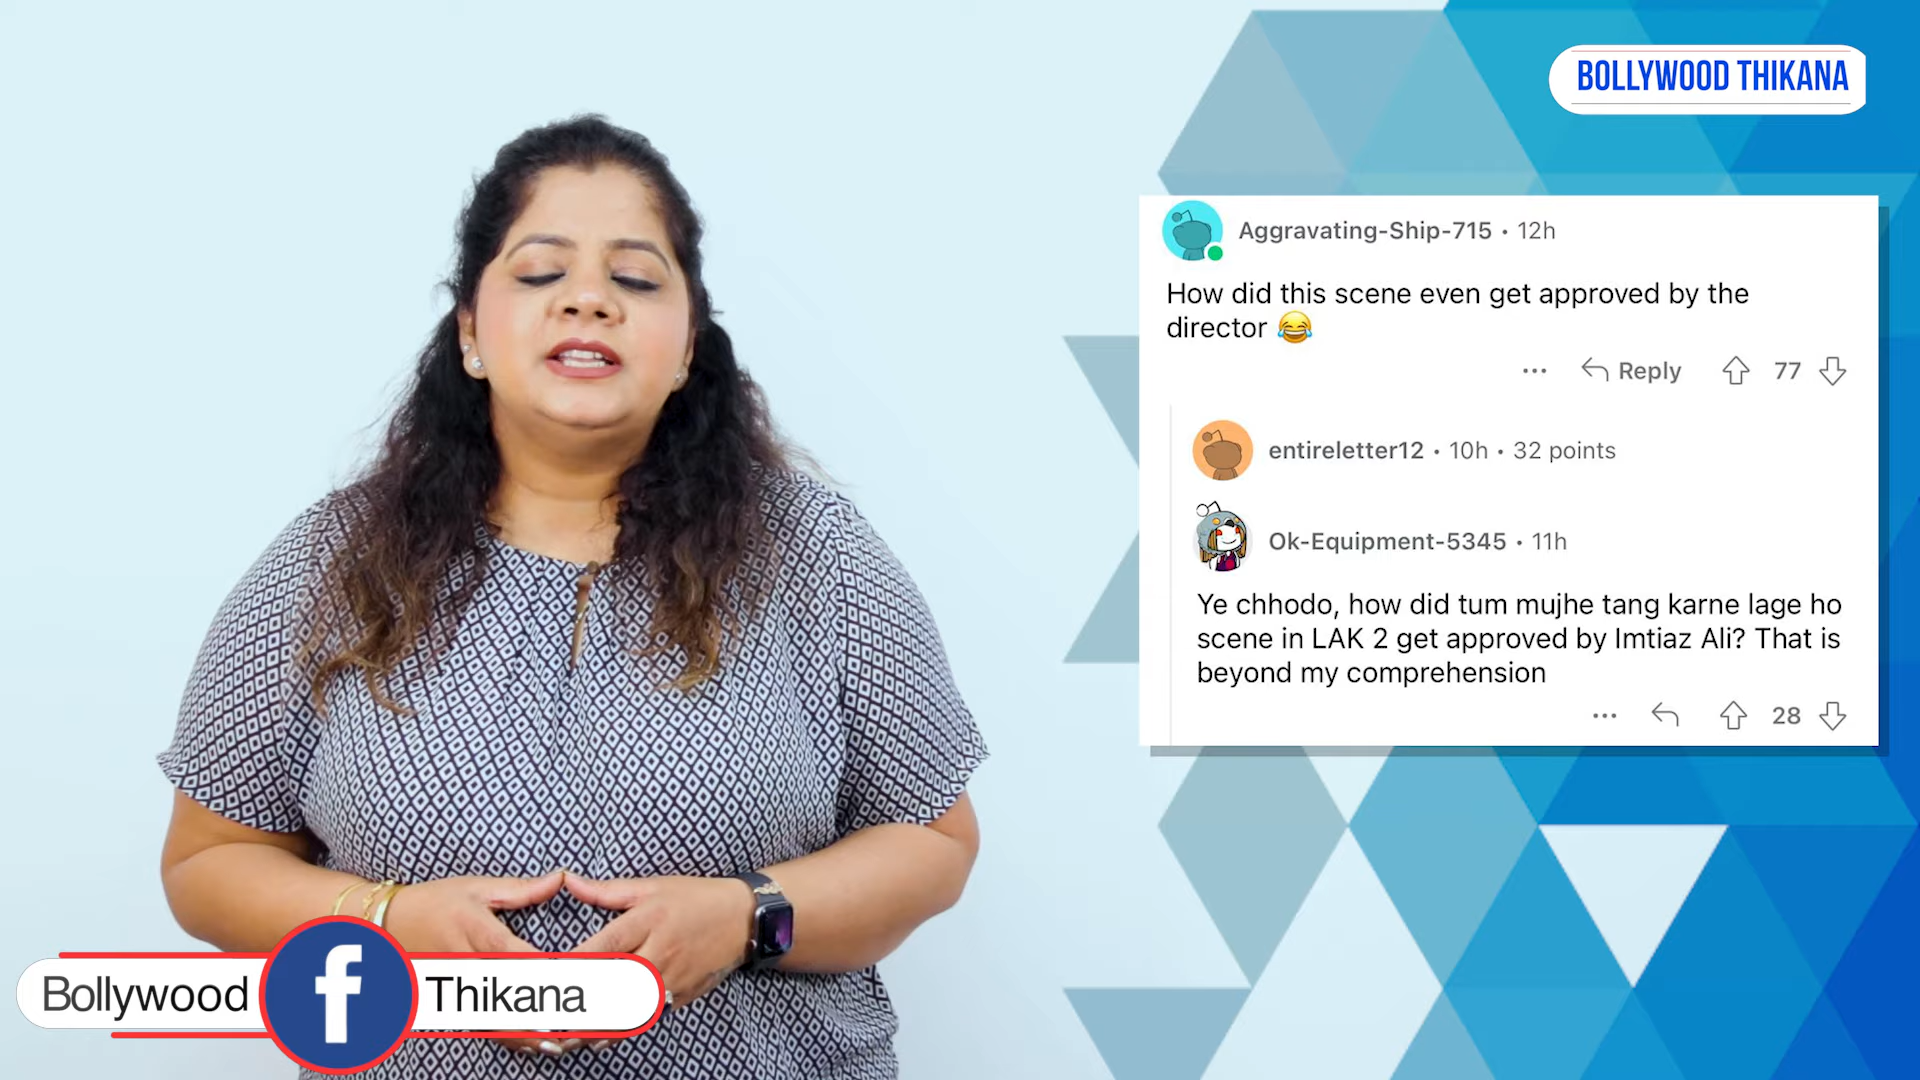 BOLLYWOOD THIKANA
Aggravating-Ship-715 • 12h
How did this scene even get approved by the
director 😂
... Reply 77
entireletter12 • 10h • 32 points
Ok-Equipment-5345 • 11h
Ye chhodo, how did tum mujhe tang karne lage ho
scene in LAK 2 get approved by Imtiaz Ali? That is
beyond my comprehension
... 28
Bollywood f Thikana